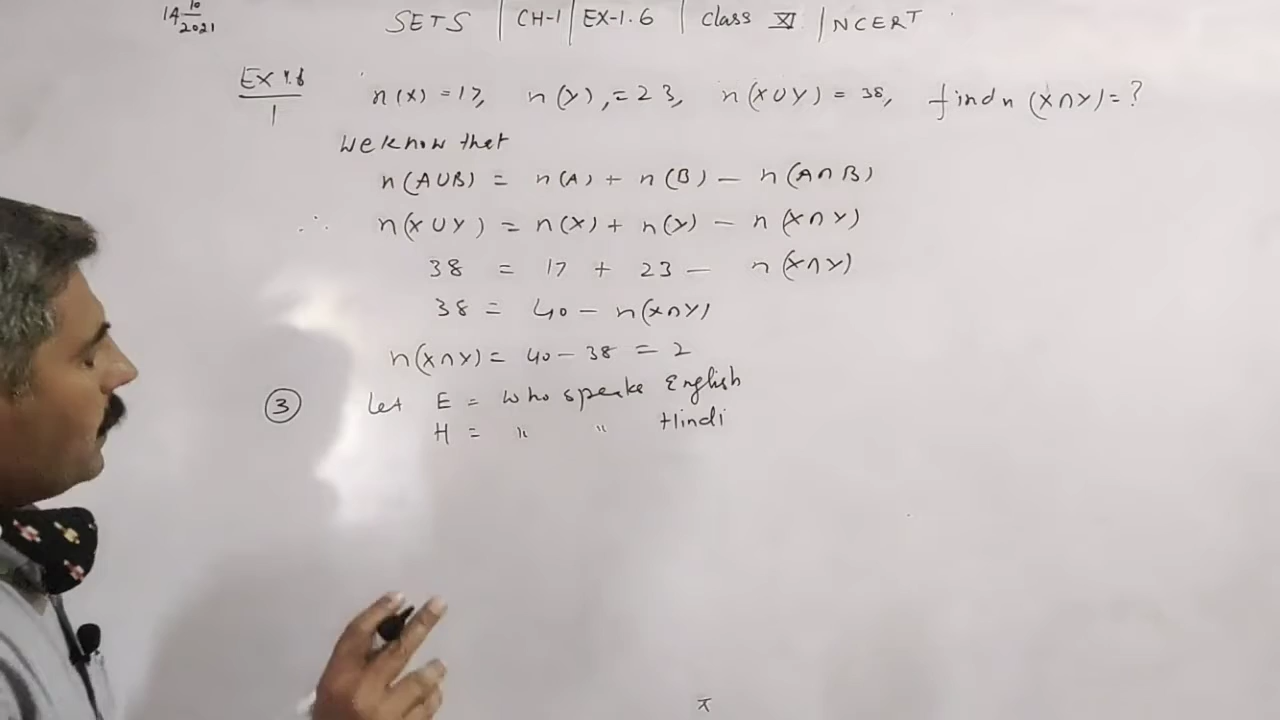 14 10/2021
SETS | CH-1 | EX-1.6 | Class XI | NCERT
Ex 1.6/1 n(X) = 17, n(Y), = 23, n(X∪Y) = 38, find n (X∩Y) = ?
We know that
n(A∪B) = n(A) + n(B) - n(A∩B)
∴ n(X∪Y) = n(X) + n(Y) - n(X∩Y)
38 = 17 + 23 - n(X∩Y)
38 = 40 - n(X∩Y)
n(X∩Y) = 40 - 38 = 2
③ Let E = who speake English
H = " " Hindi